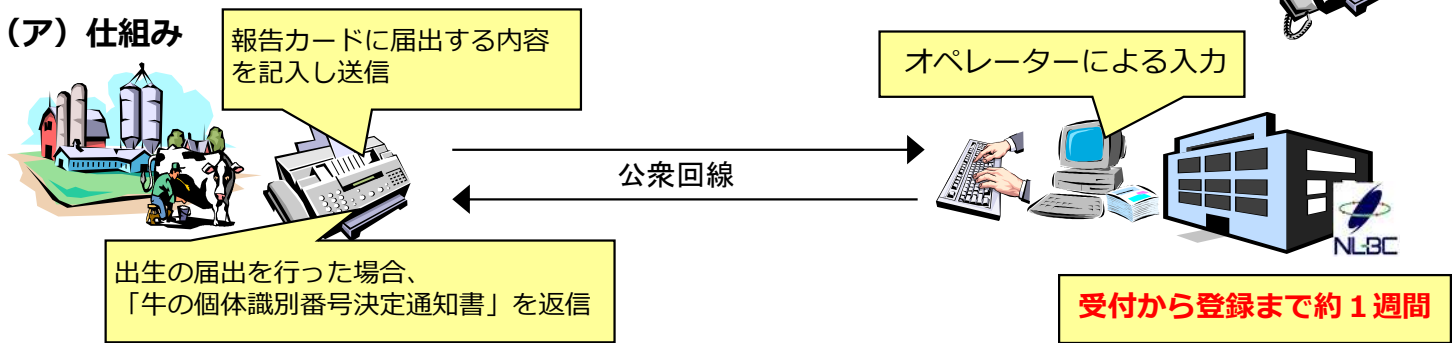 （ア）仕組み
報告カードに届出する内容
を記入し送信
オペレーターによる入力
公衆回線
NLBC
出生の届出を行った場合、
「牛の個体識別番号決定通知書」を返信
受付から登録まで約１週間